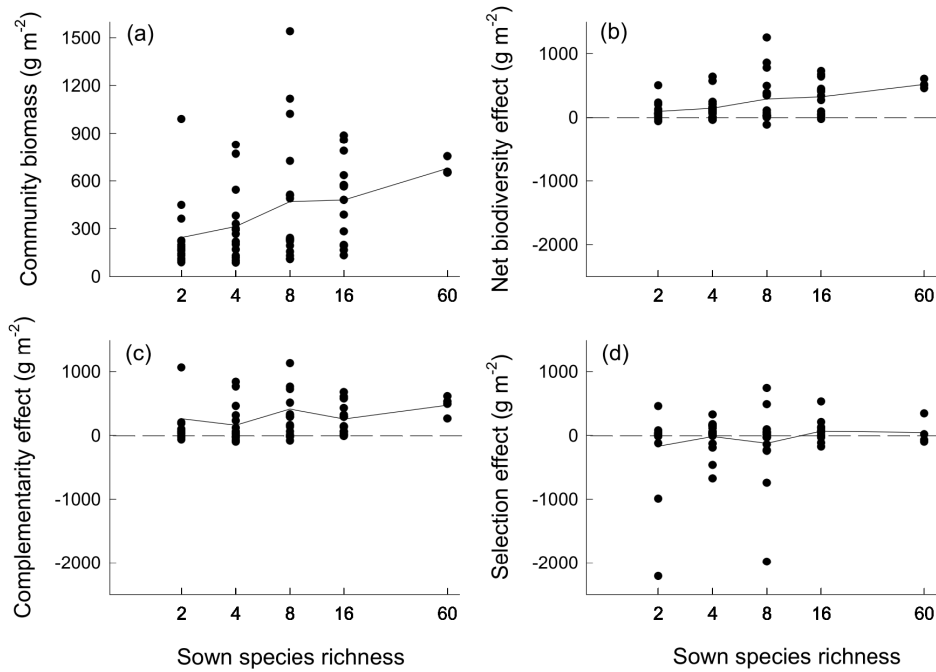 (a)
Community biomass (g m⁻²)
1500
1200
900
600
300
0
2 4 8 16 60
(b)
Net biodiversity effect (g m⁻²)
1000
0
-1000
-2000
2 4 8 16 60
(c)
Complementarity effect (g m⁻²)
1000
0
-1000
-2000
2 4 8 16 60
Sown species richness
(d)
Selection effect (g m⁻²)
1000
0
-1000
-2000
2 4 8 16 60
Sown species richness